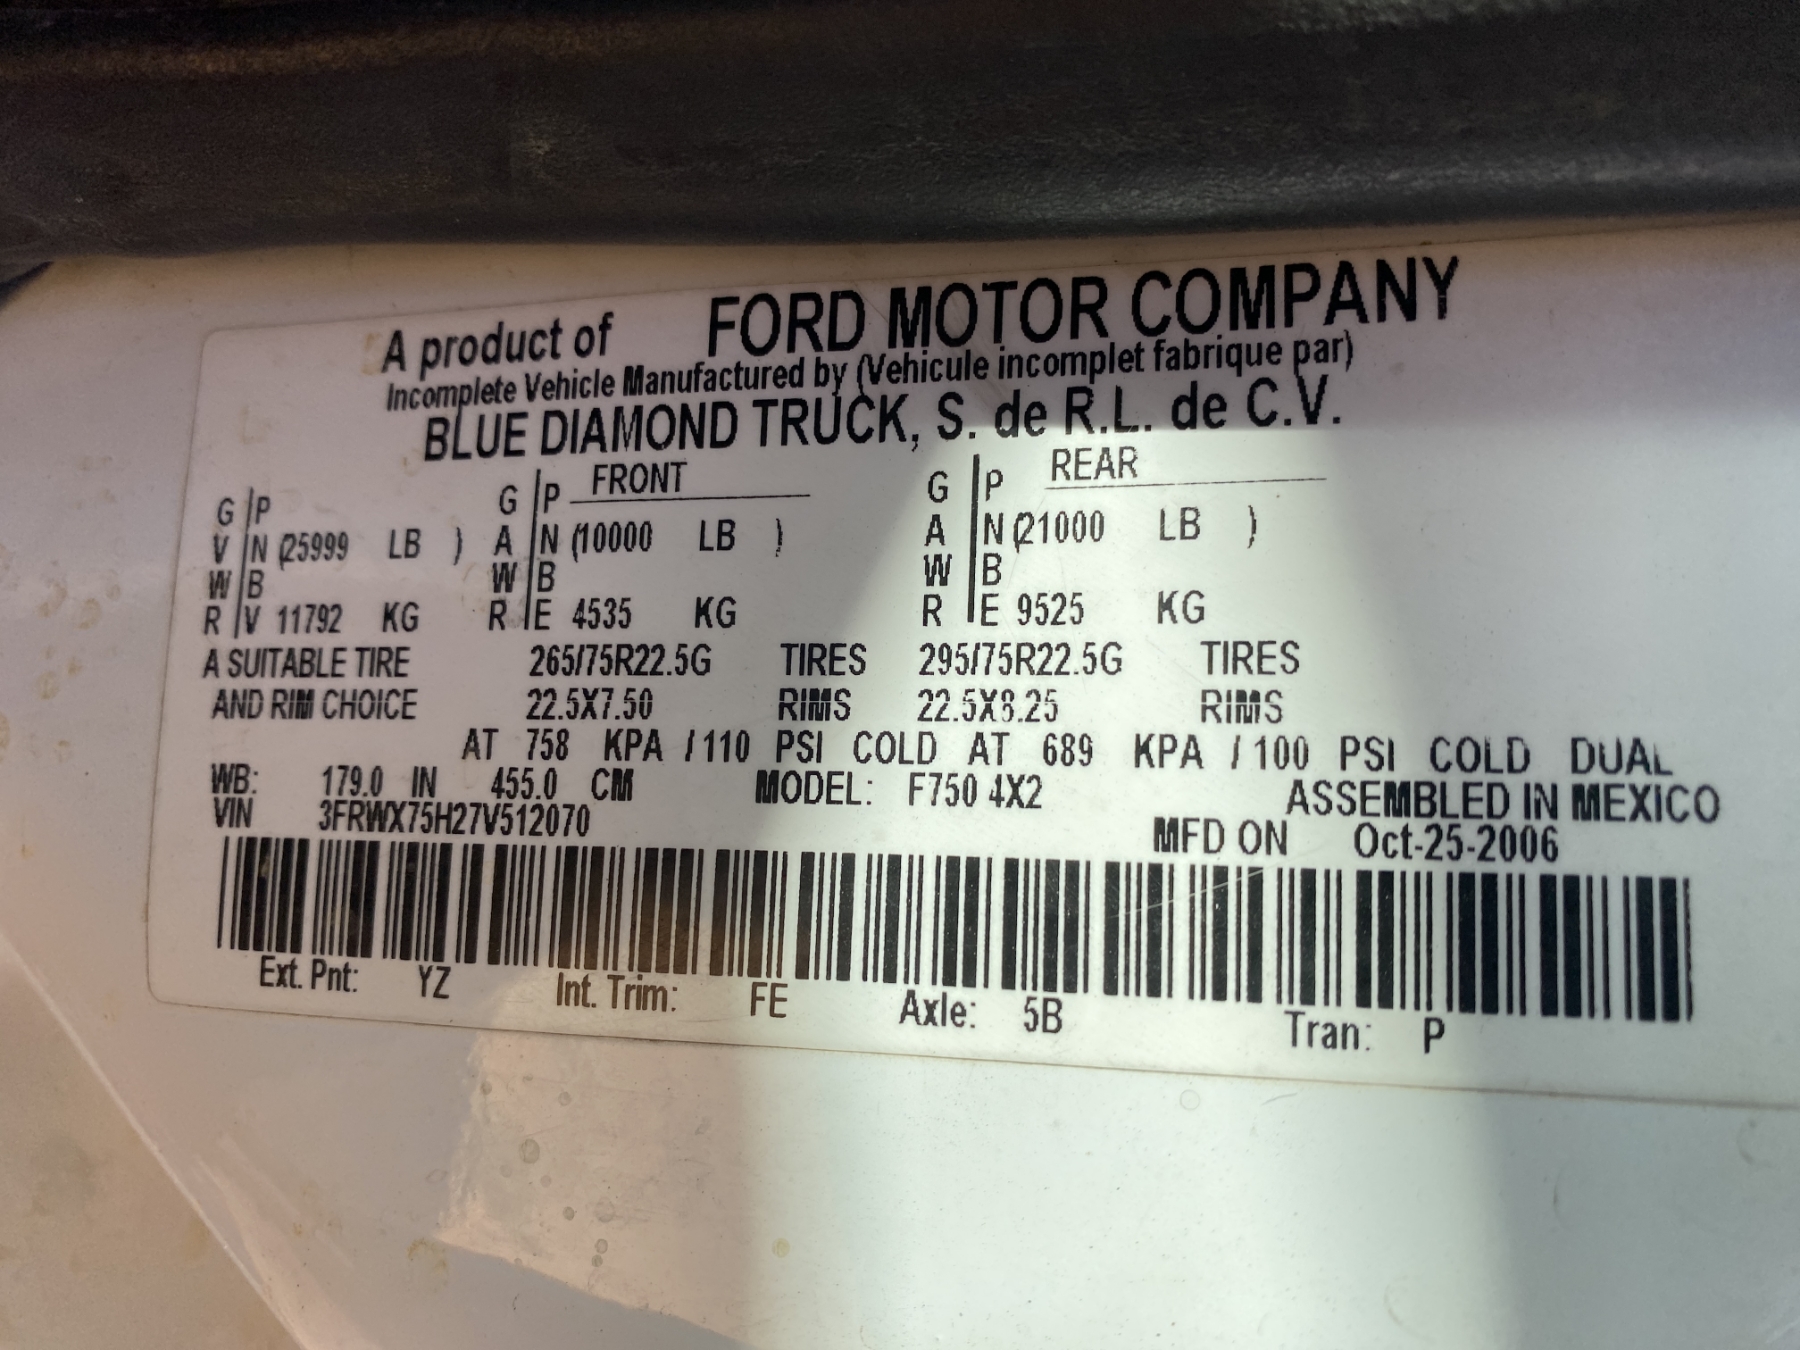 A product of FORD MOTOR COMPANY
Incomplete Vehicle Manufactured by (Vehicule incomplet fabrique par)
BLUE DIAMOND TRUCK, S. de R.L. de C.V.
G P G P FRONT G P REAR
V N (25999 LB ) A N (10000 LB ) A N (21000 LB )
W B W B W B
R V 11792 KG R E 4535 KG R E 9525 KG
A SUITABLE TIRE 265/75R22.5G TIRES 295/75R22.5G TIRES
AND RIM CHOICE 22.5X7.50 RIMS 22.5X8.25 RIMS
AT 758 KPA / 110 PSI COLD AT 689 KPA / 100 PSI COLD DUAL
WB: 179.0 IN 455.0 CM MODEL: F750 4X2 ASSEMBLED IN MEXICO
VIN 3FRWX75H27V512070 MFD ON Oct-25-2006
Ext. Pnt: YZ Int. Trim: FE Axle: 5B Tran: P